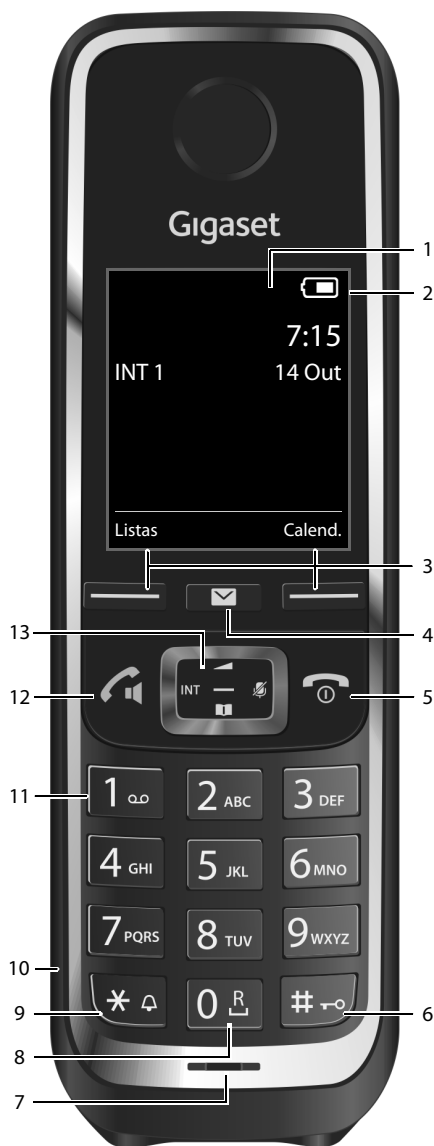 Gigaset
1
2
7:15
INT 1 14 Out
Listas Calend.
3
4
13
INT
12
5
11
1 2 ABC 3 DEF
4 GHI 5 JKL 6 MNO
7 PQRS 8 TUV 9 WXYZ
10
* 0 R #
9
6
8
7